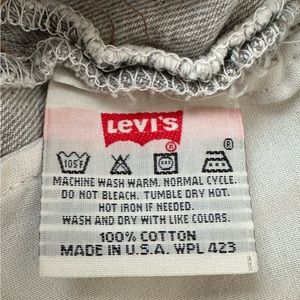 Levi's
®
105F
®
MACHINE WASH WARM. NORMAL CYCLE.
DO NOT BLEACH. TUMBLE DRY HOT.
HOT IRON IF NEEDED.
WASH AND DRY WITH LIKE COLORS.
100% COTTON
MADE IN U.S.A. WPL 423